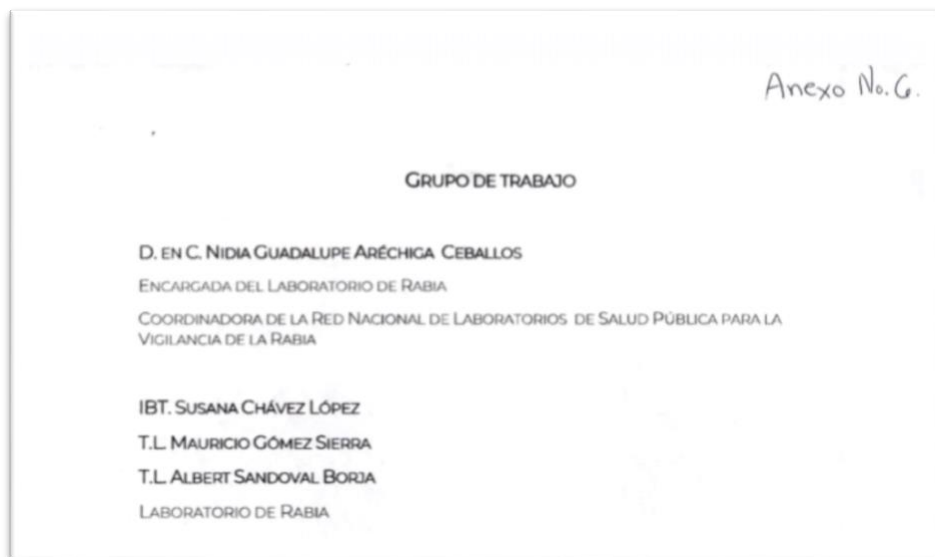 Anexo No. 6.
GRUPO DE TRABAJO
D. EN C. NIDIA GUADALUPE ARÉCHIGA CEBALLOS
ENCARGADA DEL LABORATORIO DE RABIA
COORDINADORA DE LA RED NACIONAL DE LABORATORIOS DE SALUD PÚBLICA PARA LA
VIGILANCIA DE LA RABIA
IBT. SUSANA CHÁVEZ LÓPEZ
T.L. MAURICIO GÓMEZ SIERRA
T.L. ALBERT SANDOVAL BORJA
LABORATORIO DE RABIA